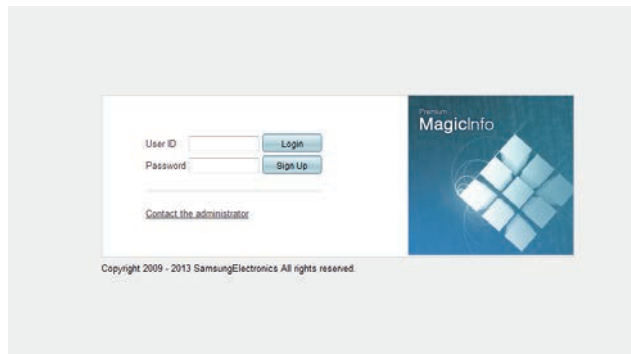 Premium
MagicInfo
User ID
Login
Password
Sign Up
Contact the administrator
Copyright 2009 - 2013 SamsungElectronics All rights reserved.